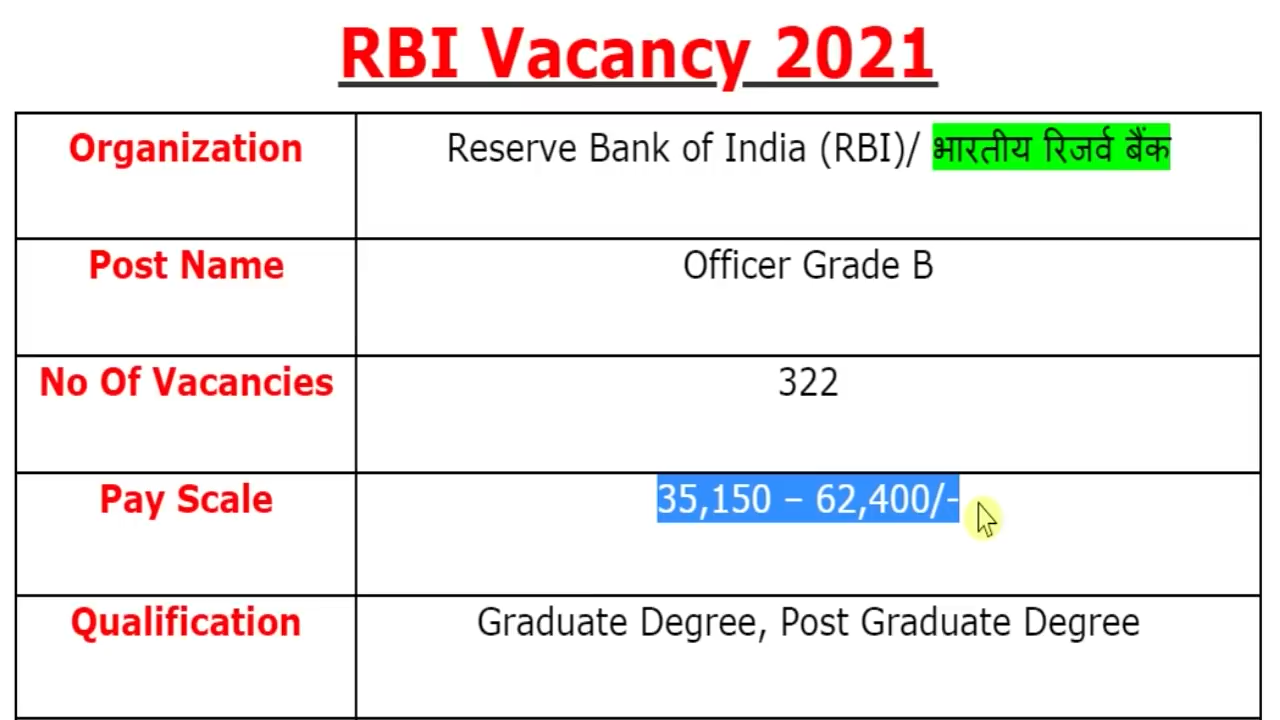 RBI Vacancy 2021
Organization
Reserve Bank of India (RBI)/ भारतीय रिजर्व बैंक
Post Name
Officer Grade B
No Of Vacancies
322
Pay Scale
35,150 – 62,400/-
Qualification
Graduate Degree, Post Graduate Degree